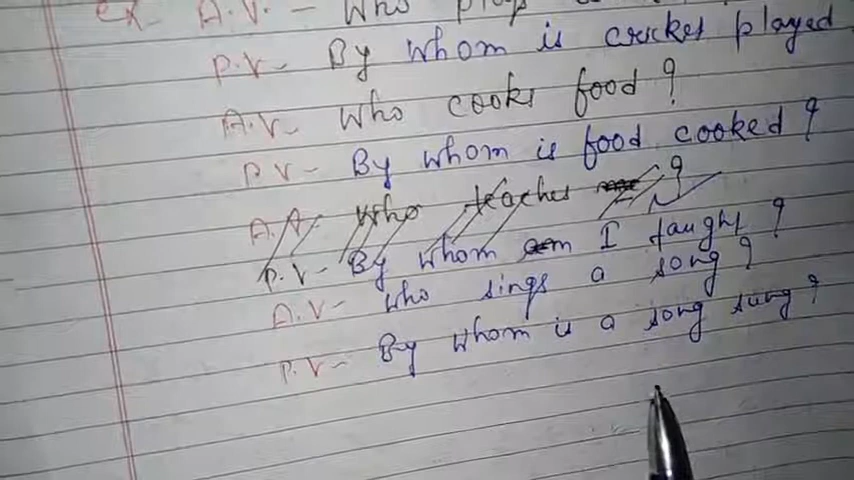 Ex- A.V. - Who plays
P.V- By whom is cricket played
A.V- Who cooks food?
P.V- By whom is food cooked?
A.A- Who teaches ?
P.V- By whom am I taught?
A.V- Who sings a song?
P.V- By whom is a song sung?